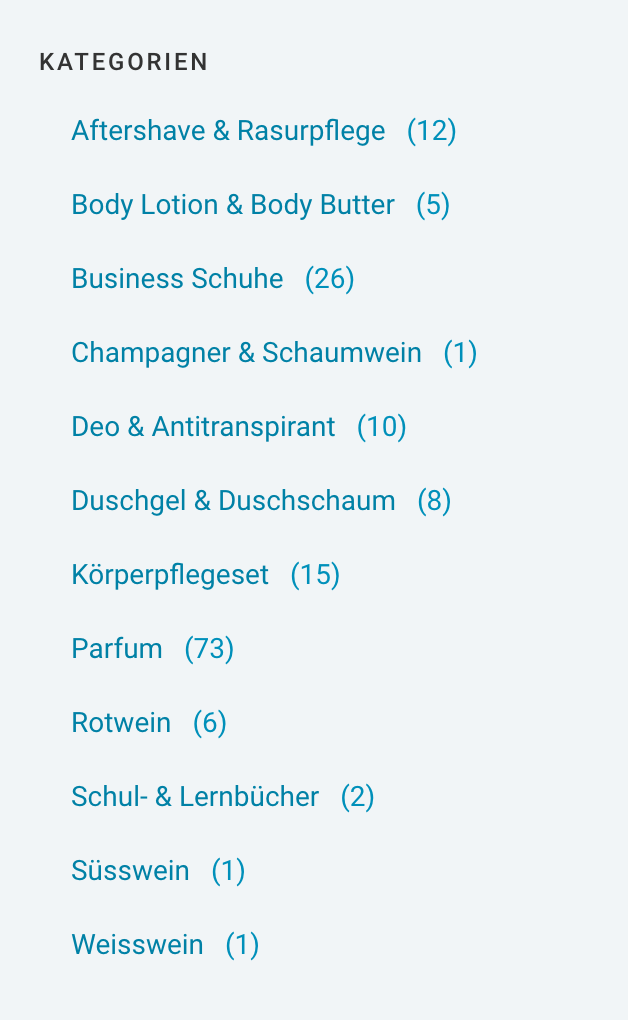 KATEGORIEN
Aftershave & Rasurpflege (12)
Body Lotion & Body Butter (5)
Business Schuhe (26)
Champagner & Schaumwein (1)
Deo & Antitranspirant (10)
Duschgel & Duschschaum (8)
Körperpflegeset (15)
Parfum (73)
Rotwein (6)
Schul- & Lernbücher (2)
Süsswein (1)
Weisswein (1)